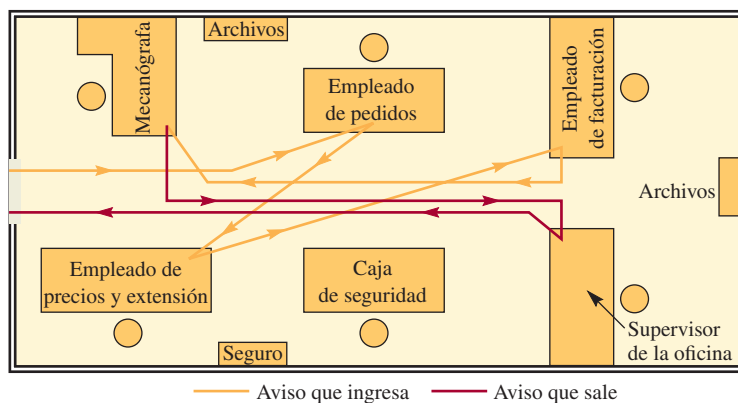 Mecanógrafa
Archivos
Empleado
de pedidos
Empleado
de facturación
Archivos
Empleado de
precios y extensión
Caja
de seguridad
Seguro
Supervisor
de la oficina
Aviso que ingresa
Aviso que sale